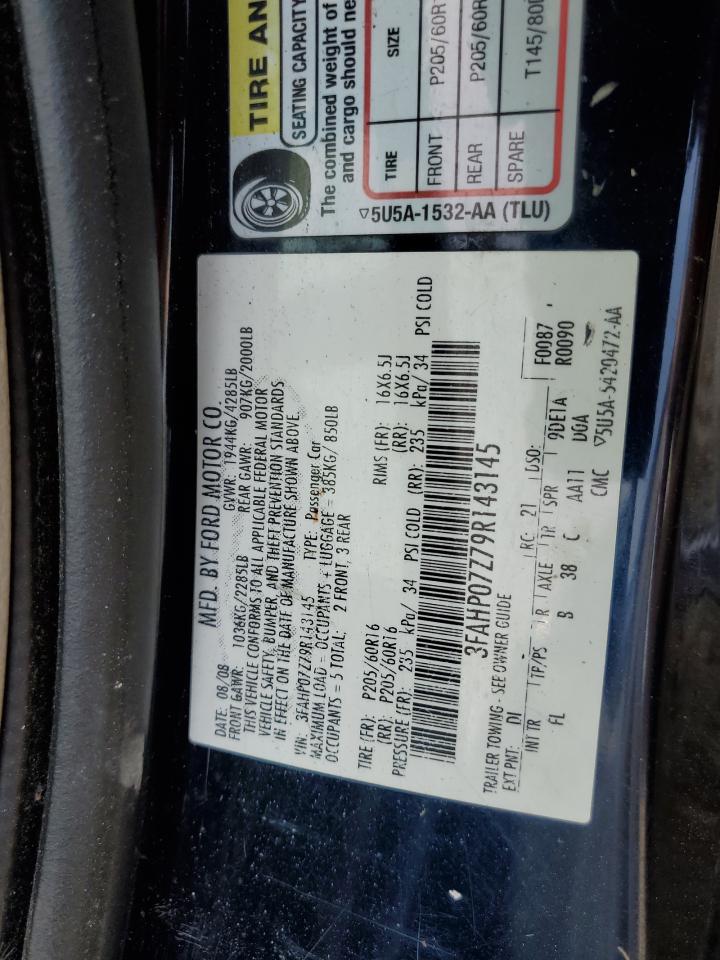 MFD. BY FORD MOTOR CO.
DATE: 08/08 GVWR: 1944KG/4285LB
FRONT GAWR: 1036KG/2285LB REAR GAWR: 907KG/2000LB
THIS VEHICLE CONFORMS TO ALL APPLICABLE FEDERAL MOTOR
VEHICLE SAFETY, BUMPER, AND THEFT PREVENTION STANDARDS
IN EFFECT ON THE DATE OF MANUFACTURE SHOWN ABOVE.
VIN: 3FAHP07Z79R143145 TYPE: Passenger Car
MAXIMUM LOAD = OCCUPANTS + LUGGAGE = 385KG/ 850LB
OCCUPANTS = 5 TOTAL; 2 FRONT, 3 REAR
TIRE (FR): P205/60R16 RIMS (FR): 16X6.5J
(RR): P205/60R16 (RR): 16X6.5J
PRESSURE (FR): 235 kPa/ 34 PSI COLD (RR): 235 kPa/ 34 PSI COLD
3FAHP07Z79R143145
TRAILER TOWING - SEE OWNER GUIDE
EXT PNT: DI RC: 21 DSO: F0087
INT TR TP/PS R AXLE TR SPR 9DE1A R0090
FL B 38 C AA11 UGA
CMC ▽5U5A-5420472-AA
TIRE AN
SEATING CAPACITY
The combined weight of
and cargo should ne
TIRE SIZE
FRONT P205/60R1
REAR P205/60R
SPARE T145/80
▽5U5A-1532-AA (TLU)